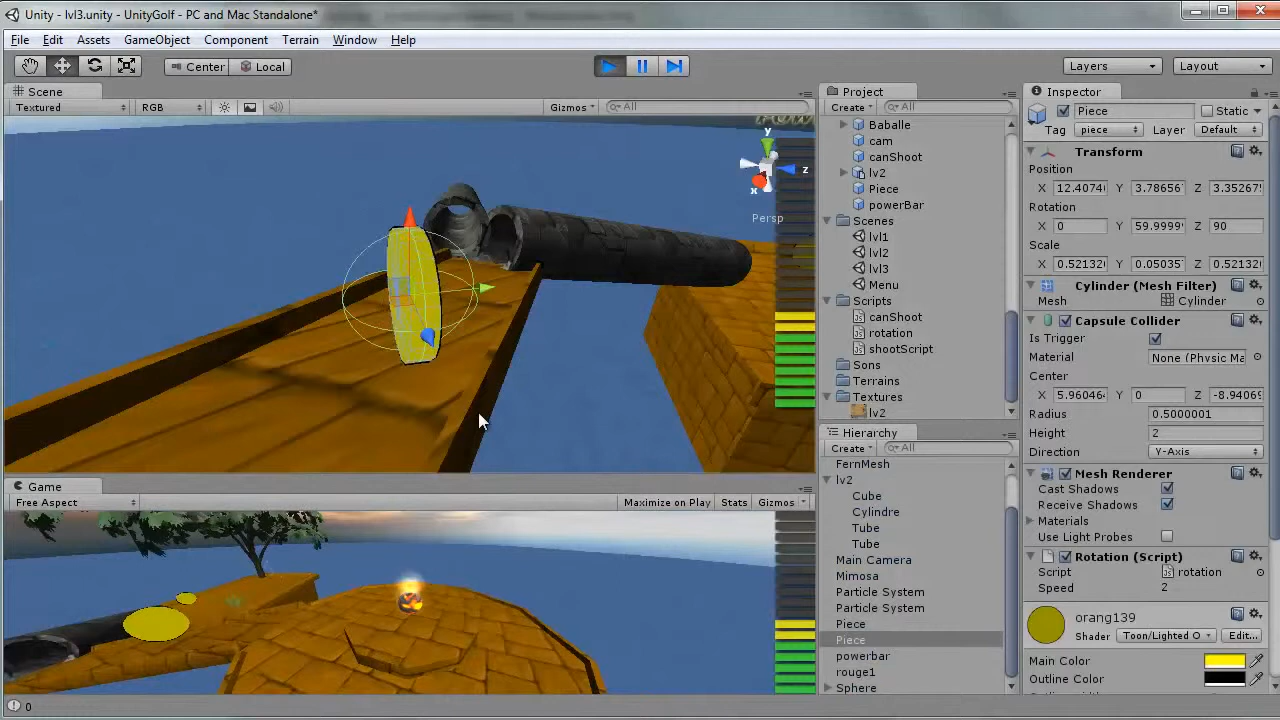 Unity - lvl3.unity - UnityGolf - PC and Mac Standalone*
File Edit Assets GameObject Component Terrain Window Help
Center Local Layers Layout
Scene
Textured RGB Gizmos All
y
z
x
Persp
Game
Free Aspect Maximize on Play Stats Gizmos
Project
Create All
Baballe
cam
canShoot
lv2
Piece
powerBar
Scenes
lvl1
lvl2
lvl3
Menu
Scripts
canShoot
rotation
shootScript
Sons
Terrains
Textures
lv2
Hierarchy
Create All
FernMesh
lv2
Cube
Cylindre
Tube
Tube
Main Camera
Mimosa
Particle System
Particle System
Piece
Piece
powerbar
rouge1
Sphere
Inspector
Piece Static
Tag piece Layer Default
Transform
Position
X 12.4074 Y 3.7865 Z 3.3526
Rotation
X 0 Y 59.9999 Z 90
Scale
X 0.5213 Y 0.0503 Z 0.5213
Cylinder (Mesh Filter)
Mesh Cylinder
Capsule Collider
Is Trigger
Material None (Physic Ma
Center
X 5.96046 Y 0 Z -8.9406
Radius 0.5000001
Height 2
Direction Y-Axis
Mesh Renderer
Cast Shadows
Receive Shadows
Materials
Use Light Probes
Rotation (Script)
Script rotation
Speed 2
orang139
Shader Toon/Lighted O Edit...
Main Color
Outline Color
0